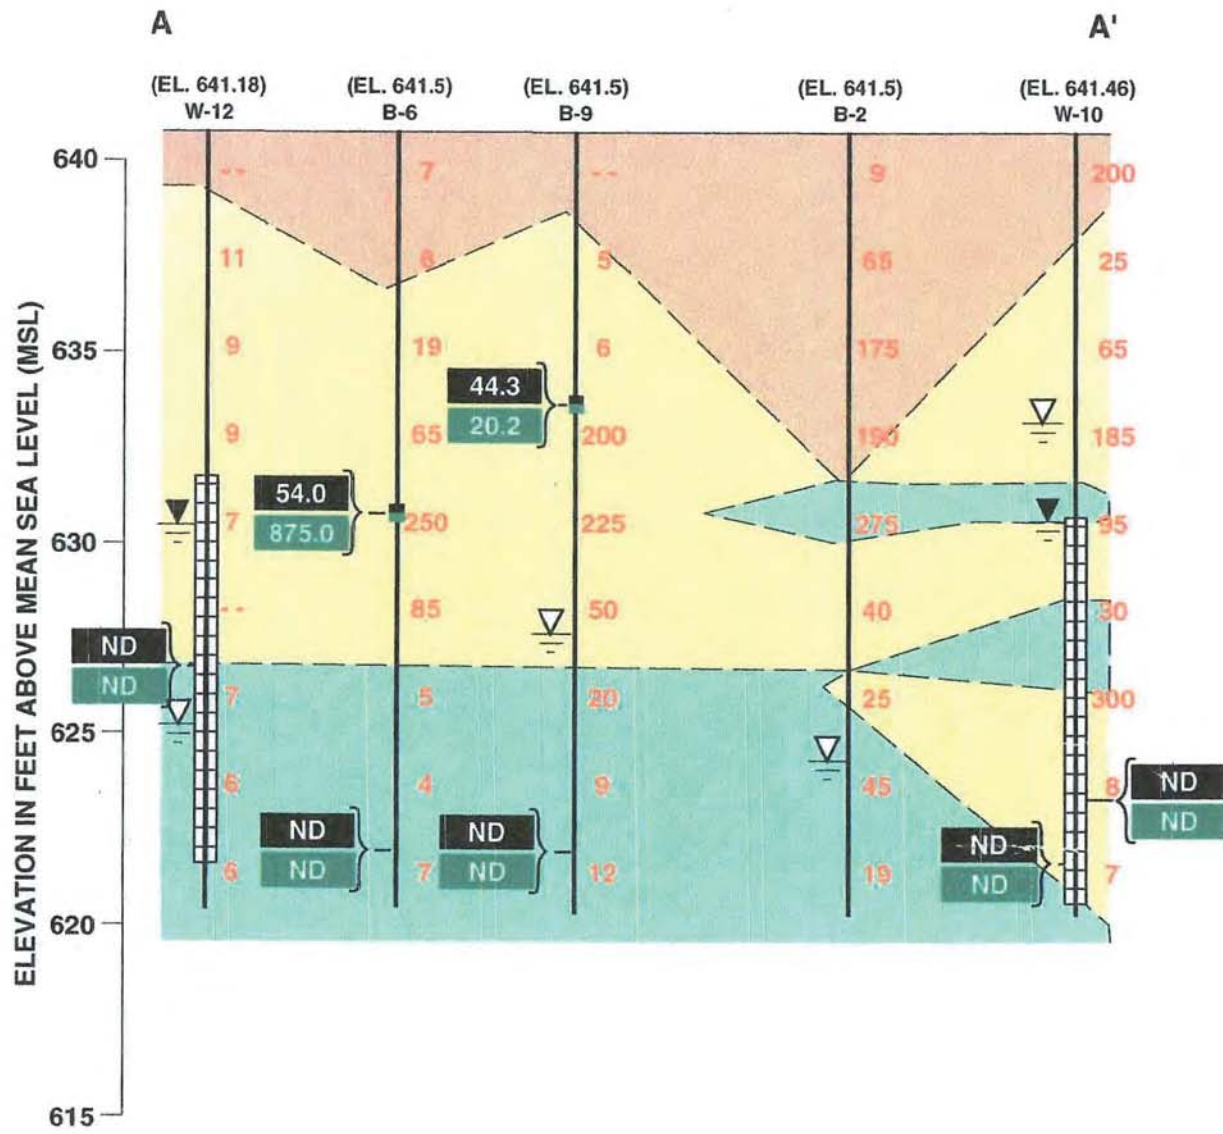 A A'
(EL. 641.18) (EL. 641.5) (EL. 641.5) (EL. 641.5) (EL. 641.46)
W-12 B-6 B-9 B-2 W-10
ELEVATION IN FEET ABOVE MEAN SEA LEVEL (MSL)
640
-- 7 -- 9 200
11 6 5 65 25
635
9 19 6 175 65
44.3
20.2
9 65 200 190 185
54.0
875.0
7 250 225 275 95
630
-- 85 50 40 30
ND
ND
7 5 20 25 300
625
6 4 9 45 8
ND
ND
ND ND ND
ND ND ND
6 7 12 19 7
620
615